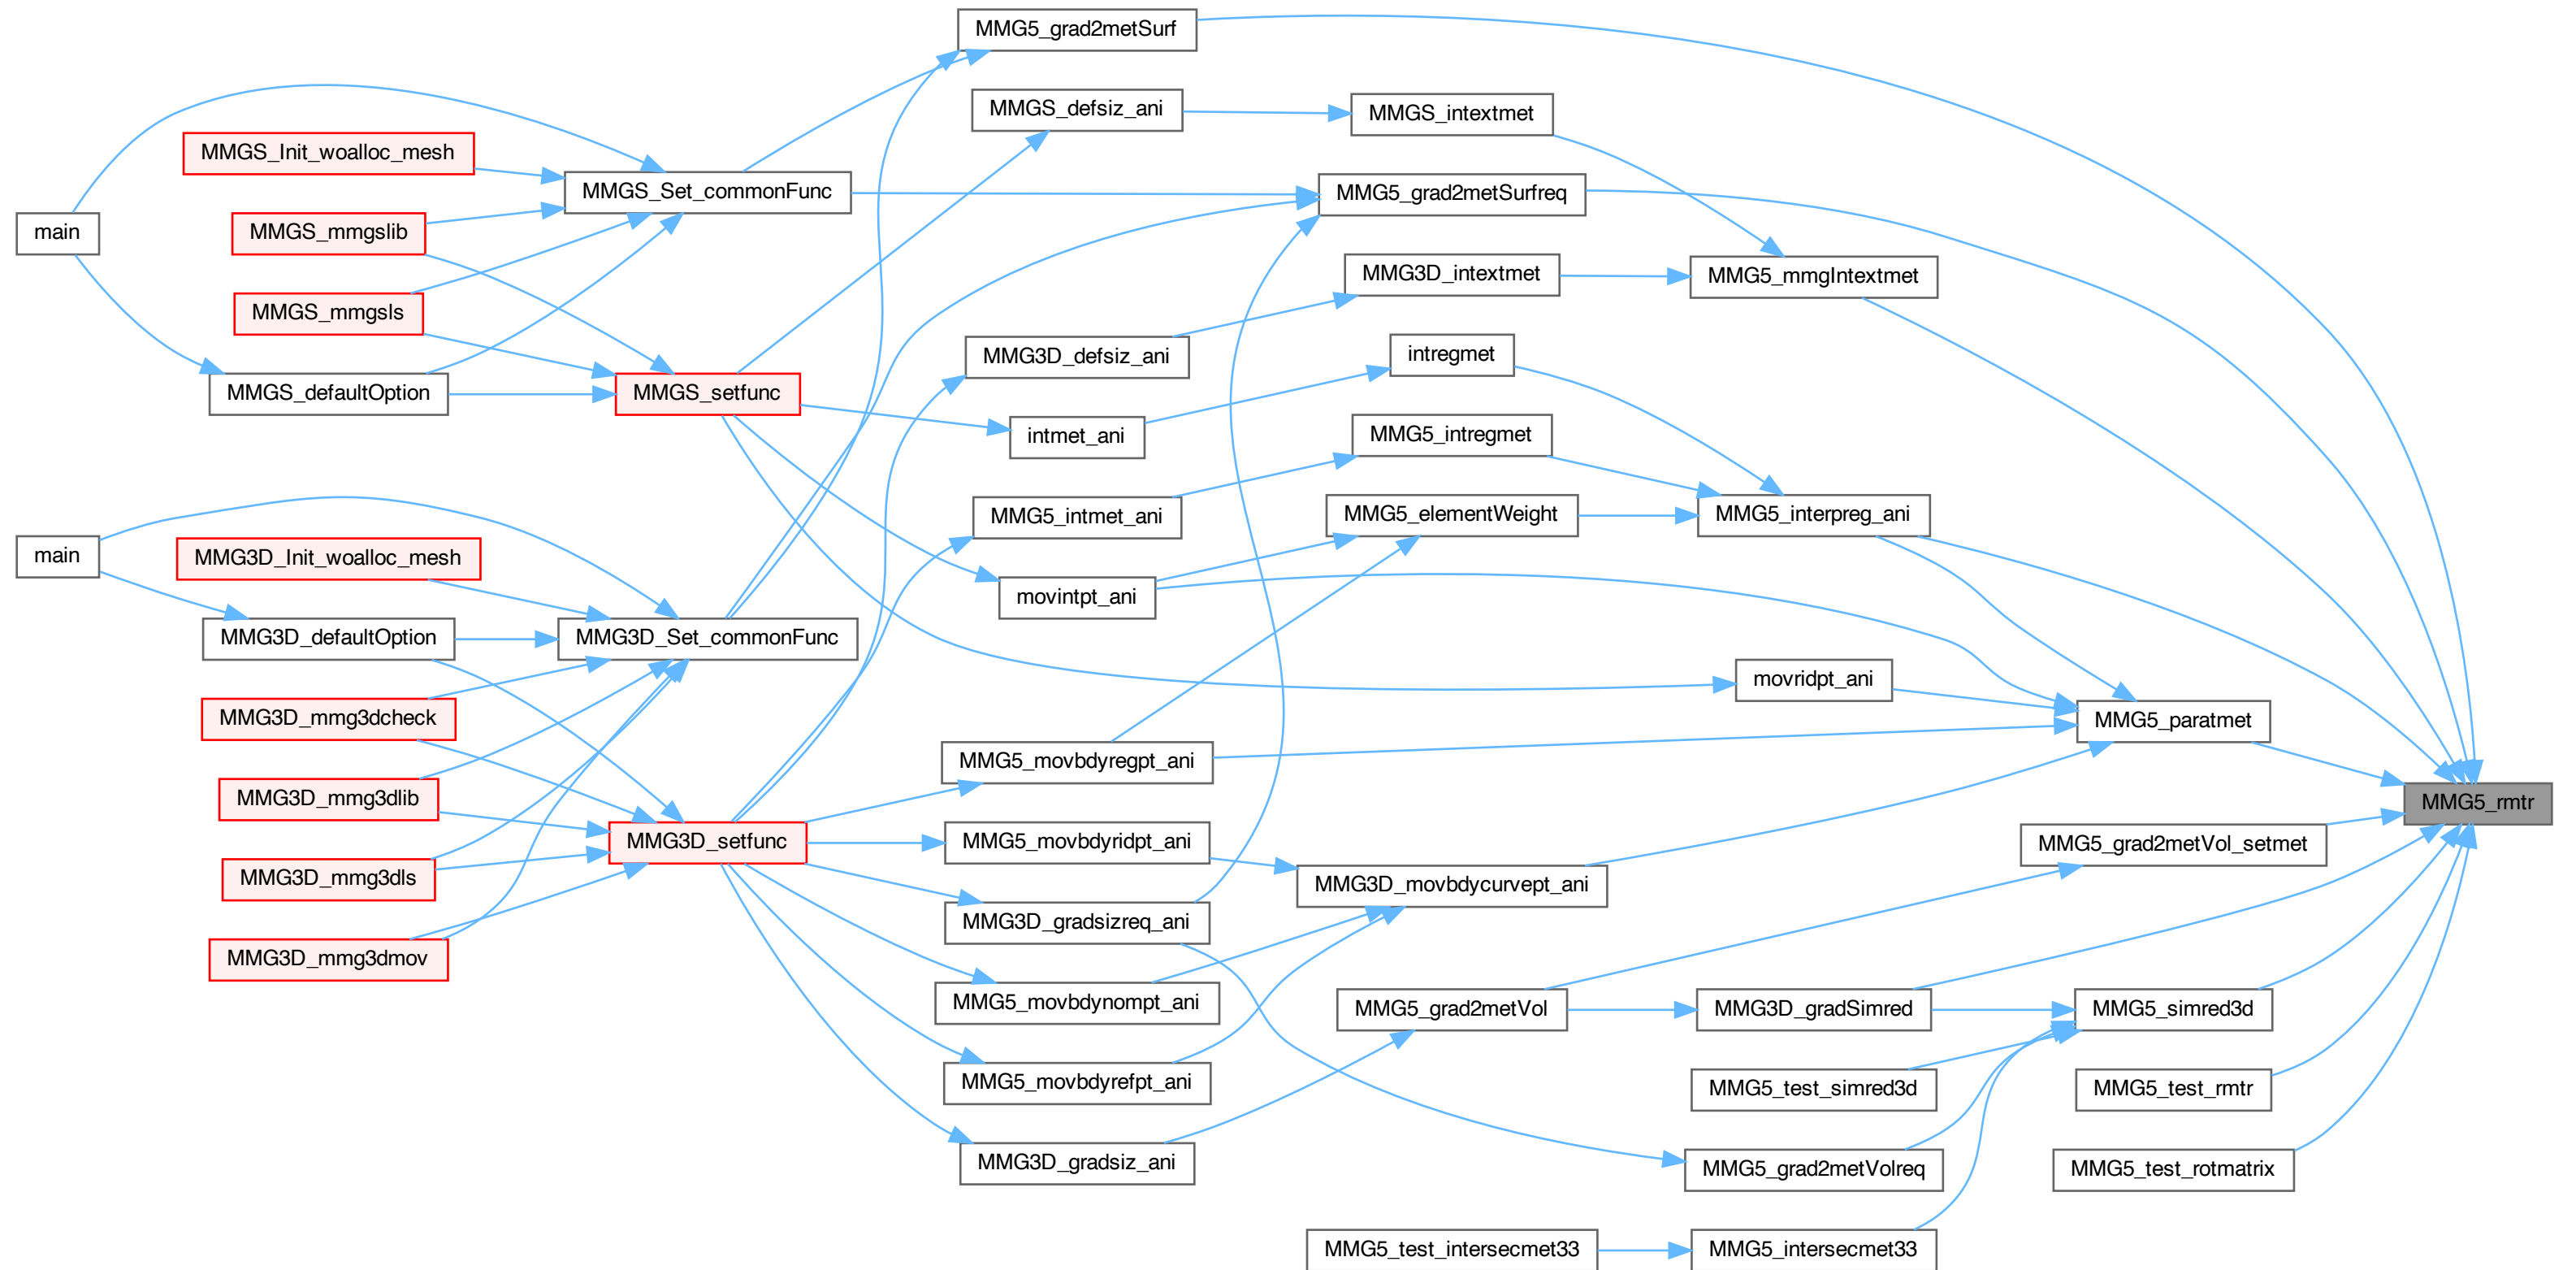 MMG5_grad2metSurf
MMGS_defsiz_ani
MMGS_intextmet
MMGS_Init_woalloc_mesh
MMGS_Set_commonFunc
MMG5_grad2metSurfreq
main
MMGS_mmgslib
MMG3D_intextmet
MMG5_mmgIntextmet
MMGS_mmgsls
MMG3D_defsiz_ani
intregmet
MMGS_defaultOption
MMGS_setfunc
intmet_ani
MMG5_intregmet
MMG5_intmet_ani
MMG5_elementWeight
MMG5_interpreg_ani
main
MMG3D_Init_woalloc_mesh
movintpt_ani
MMG3D_defaultOption
MMG3D_Set_commonFunc
movridpt_ani
MMG3D_mmg3dcheck
MMG5_paratmet
MMG5_movbdyregpt_ani
MMG3D_mmg3dlib
MMG5_rmtr
MMG3D_setfunc
MMG5_movbdyridpt_ani
MMG5_grad2metVol_setmet
MMG3D_mmg3dls
MMG3D_movbdycurvept_ani
MMG3D_gradsizreq_ani
MMG3D_mmg3dmov
MMG5_movbdynompt_ani
MMG5_grad2metVol
MMG3D_gradSimred
MMG5_simred3d
MMG5_movbdyrefpt_ani
MMG5_test_simred3d
MMG5_test_rmtr
MMG3D_gradsiz_ani
MMG5_grad2metVolreq
MMG5_test_rotmatrix
MMG5_test_intersecmet33
MMG5_intersecmet33